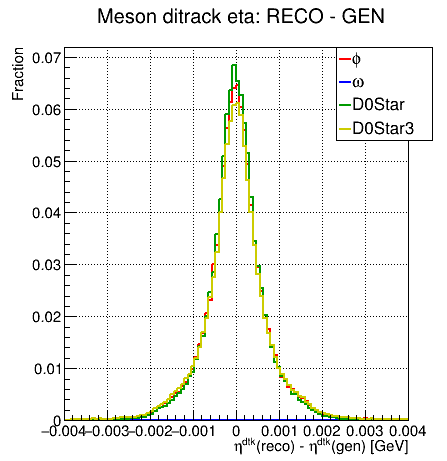 Meson ditrack eta: RECO - GEN
Fraction
0.07
0.06
0.05
0.04
0.03
0.02
0.01
0
ϕ
ω
D0Star
D0Star3
−0.004 −0.003 −0.002 −0.001 0 0.001 0.002 0.003 0.004
η^dtk(reco) - η^dtk(gen) [GeV]